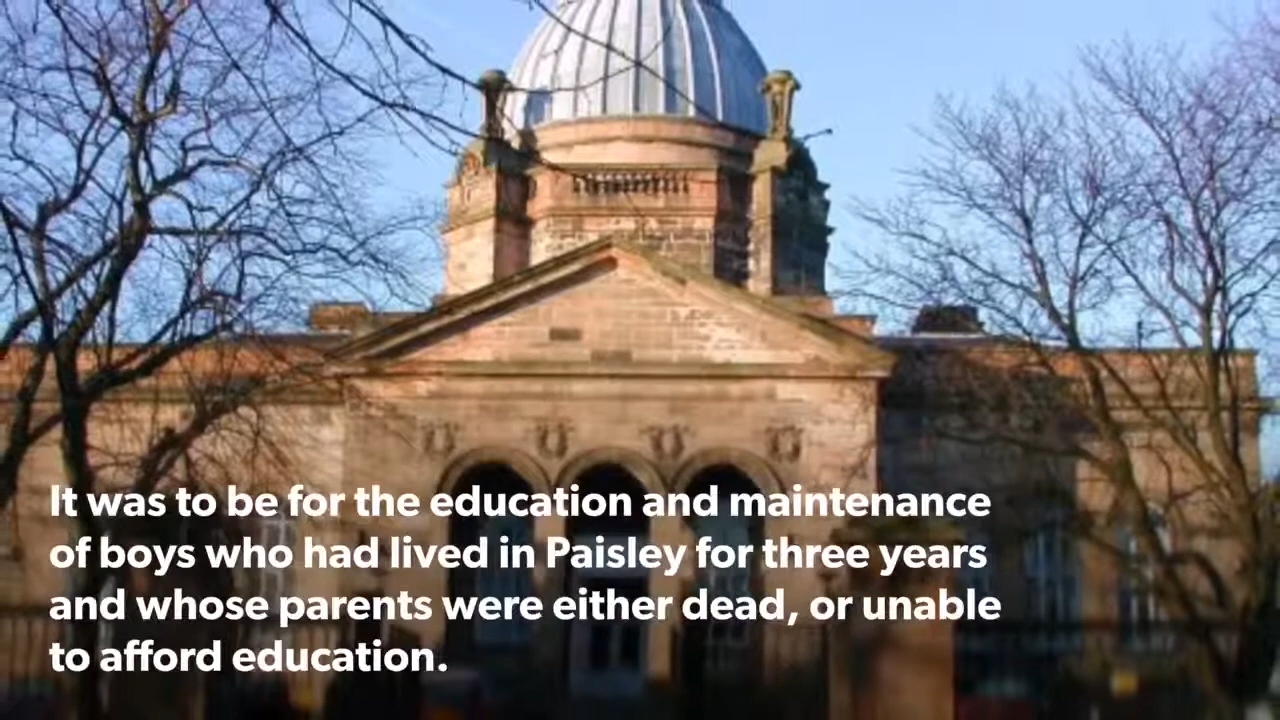 It was to be for the education and maintenance
of boys who had lived in Paisley for three years
and whose parents were either dead, or unable
to afford education.